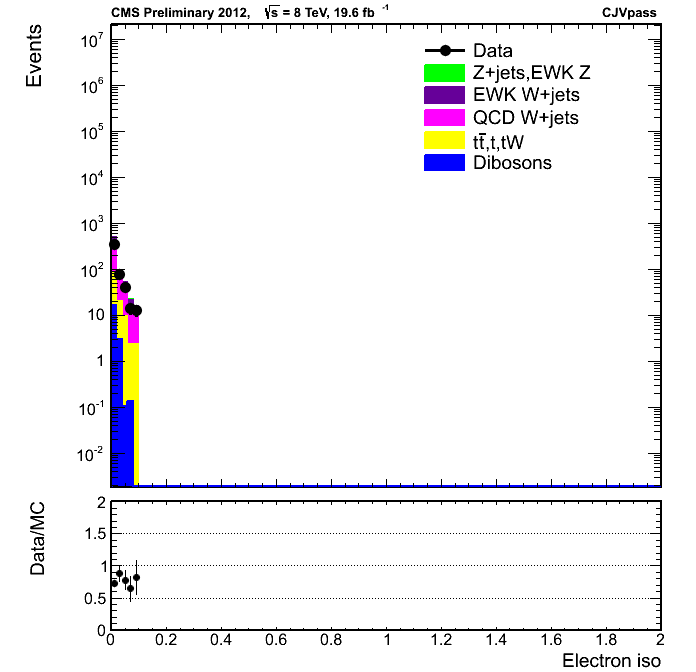 CMS Preliminary 2012, √s = 8 TeV, 19.6 fb⁻¹ CJVpass
Events
10⁷
10⁶
10⁵
10⁴
10³
10²
10
1
10⁻¹
10⁻²
Data
Z+jets,EWK Z
EWK W+jets
QCD W+jets
tt̅,t,tW
Dibosons
Data/MC
2
1.5
1
0.5
0
0 0.2 0.4 0.6 0.8 1 1.2 1.4 1.6 1.8 2
Electron iso